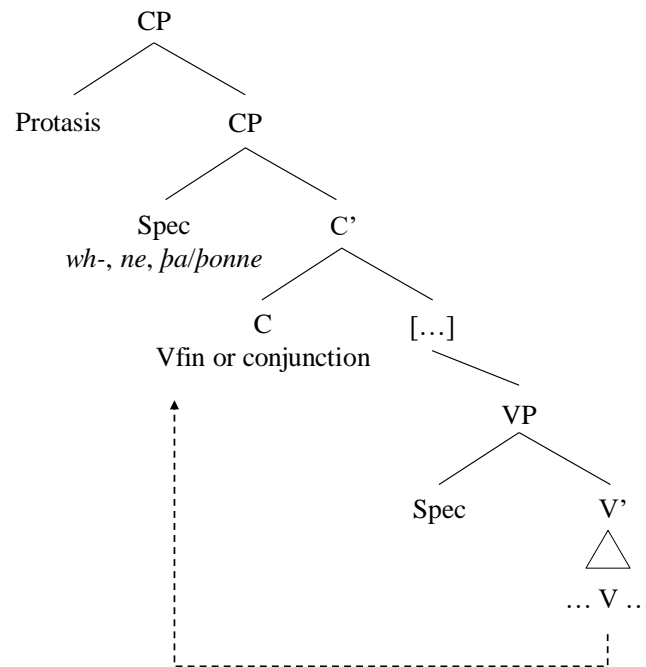 CP
Protasis CP
Spec C’
wh-, ne, þa/þonne
C […]
Vfin or conjunction
VP
Spec V’
… V …